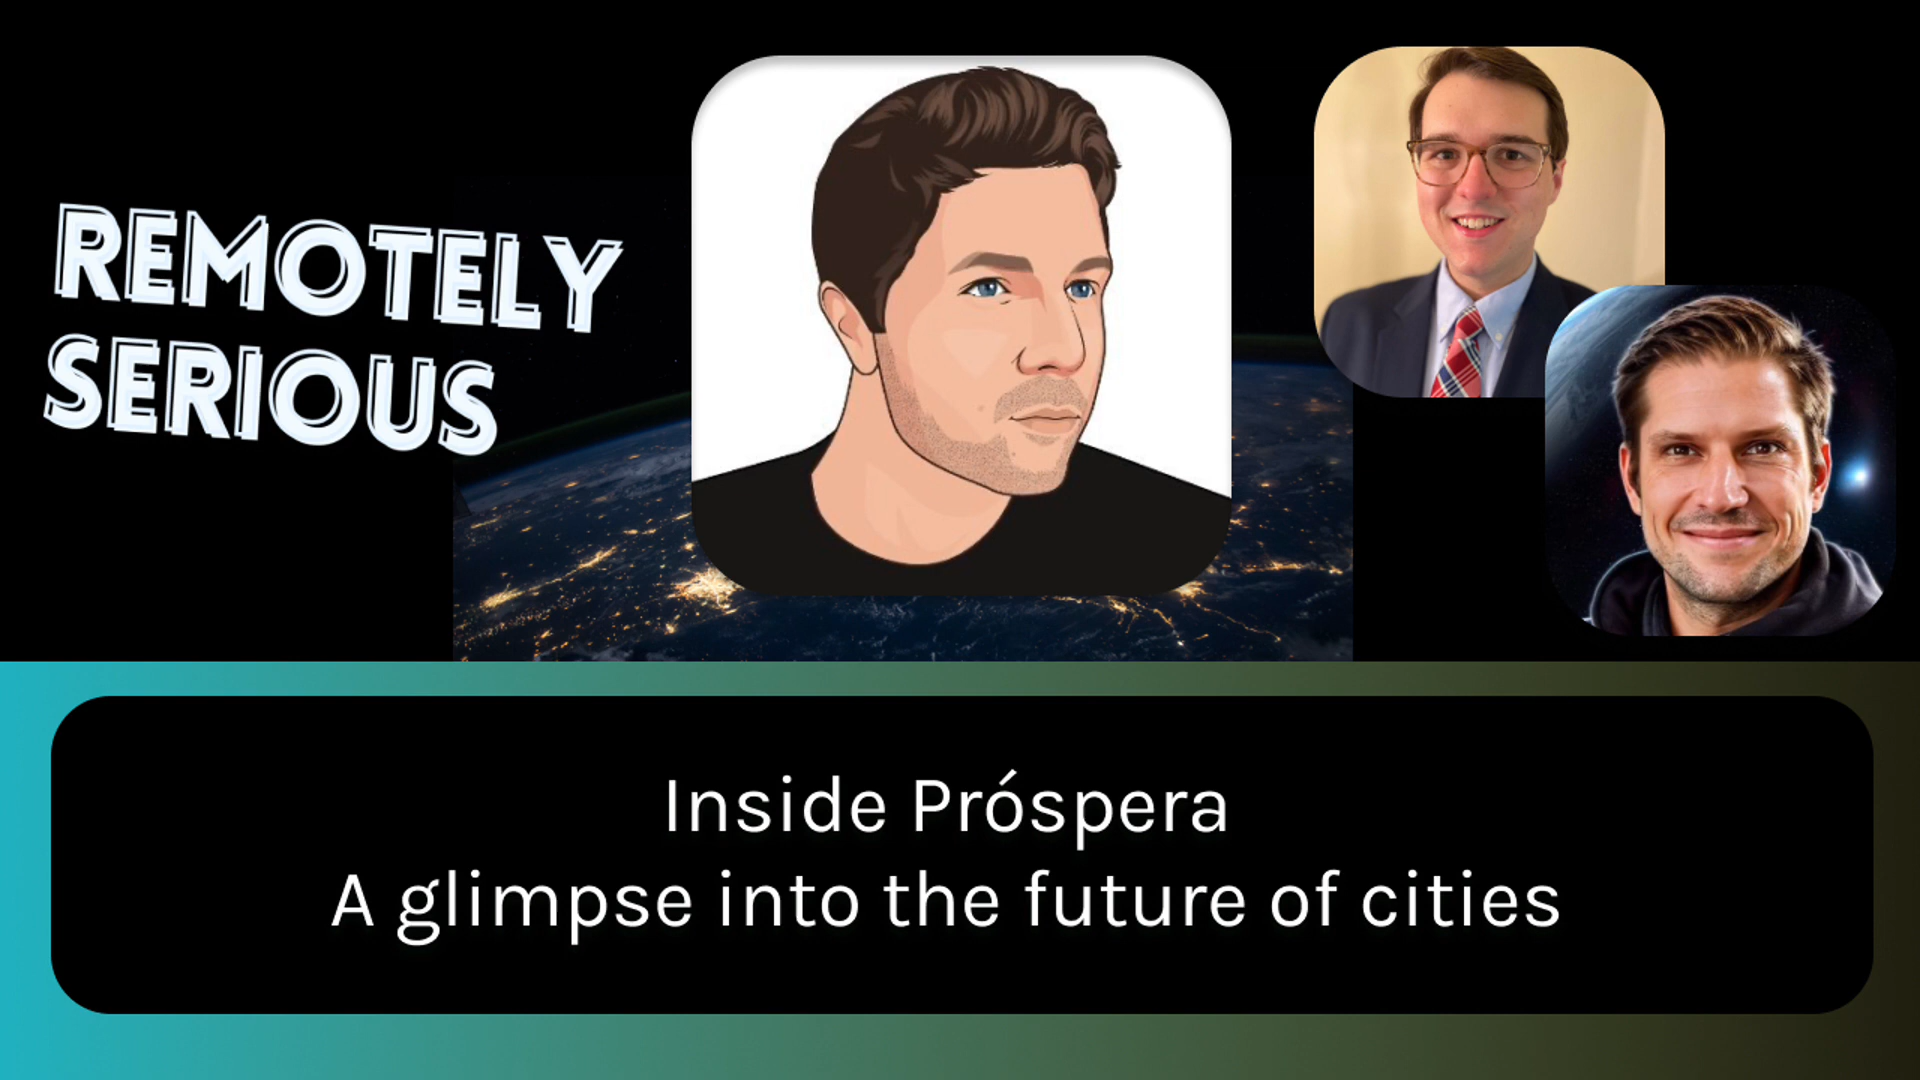 REMOTELY
SERIOUS
Inside Próspera
A glimpse into the future of cities